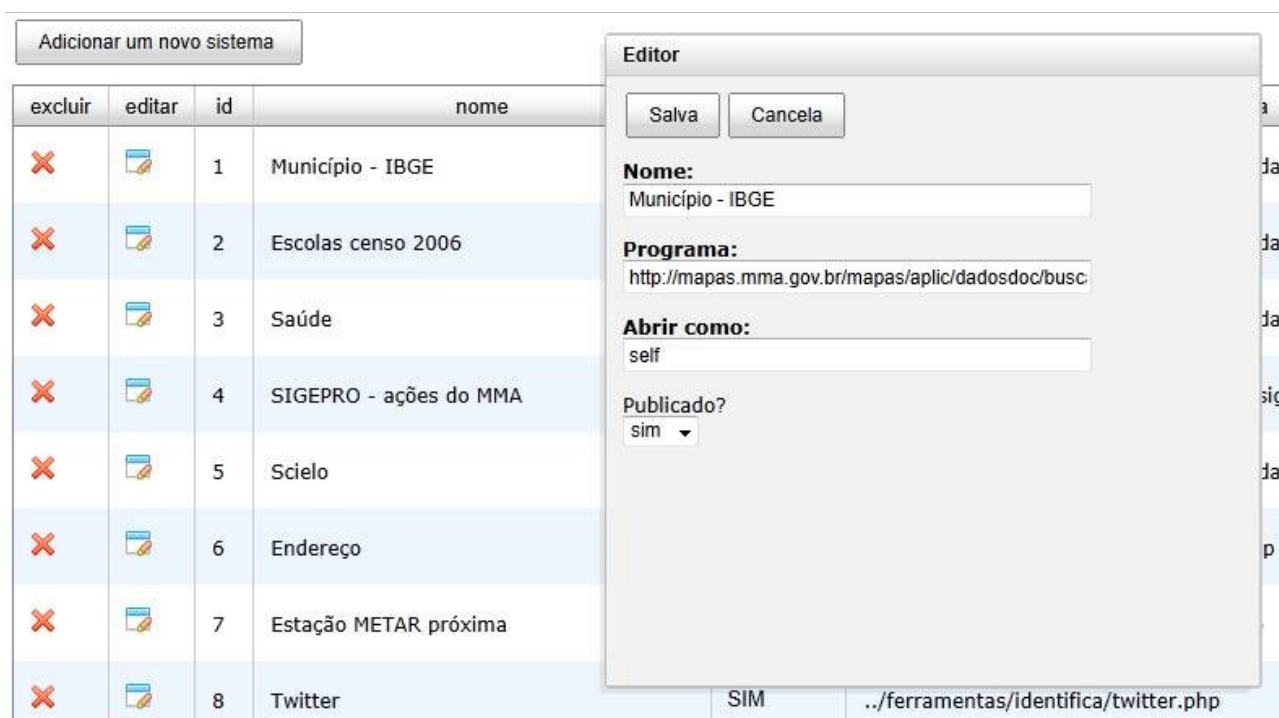 Adicionar um novo sistema
excluir editar id nome
1 Município - IBGE
2 Escolas censo 2006
3 Saúde
4 SIGEPRO - ações do MMA
5 Scielo
6 Endereço
7 Estação METAR próxima
8 Twitter SIM ../ferramentas/identifica/twitter.php
Editor
Salva Cancela
Nome:
Município - IBGE
Programa:
http://mapas.mma.gov.br/mapas/aplic/dadosdoc/busc
Abrir como:
self
Publicado?
sim